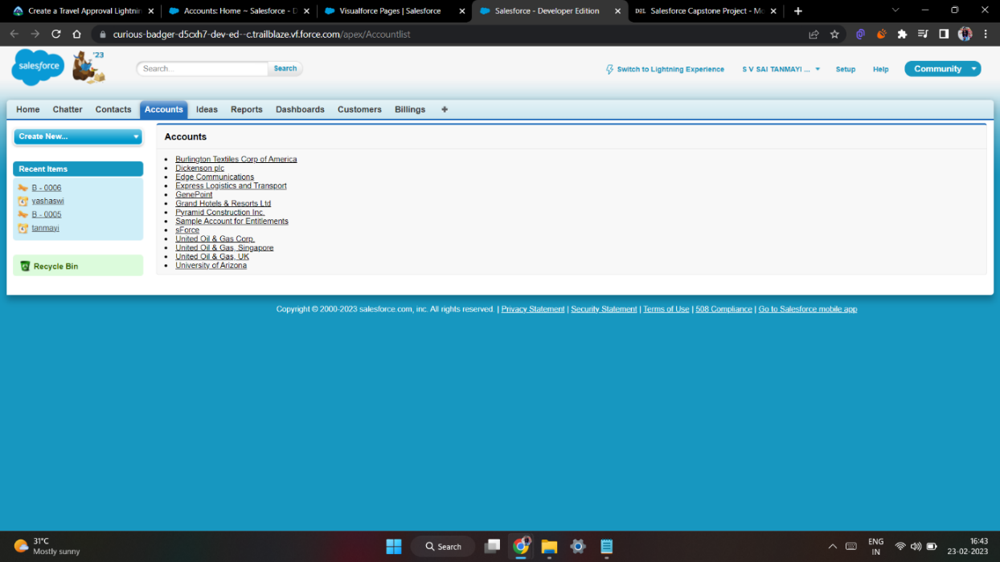 Create a Travel Approval Lightnin
Accounts: Home ~ Salesforce - D
Visualforce Pages | Salesforce
Salesforce - Developer Edition
D2L Salesforce Capstone Project - Mo
curious-badger-d5cxh7-dev-ed--c.trailblaze.vf.force.com/apex/Accountlist
salesforce
'23
Search...
Search
Switch to Lightning Experience
S V SAI TANMAYI ...
Setup
Help
Community
Home
Chatter
Contacts
Accounts
Ideas
Reports
Dashboards
Customers
Billings
Create New...
Recent Items
B - 0006
yashaswi
B - 0005
tanmayi
Recycle Bin
Accounts
Burlington Textiles Corp of America
Dickenson plc
Edge Communications
Express Logistics and Transport
GenePoint
Grand Hotels & Resorts Ltd
Pyramid Construction Inc.
Sample Account for Entitlements
sForce
United Oil & Gas Corp.
United Oil & Gas, Singapore
United Oil & Gas, UK
University of Arizona
Copyright © 2000-2023 salesforce.com, inc. All rights reserved. | Privacy Statement | Security Statement | Terms of Use | 508 Compliance | Go to Salesforce mobile app
31°C
Mostly sunny
Search
ENG
IN
16:43
23-02-2023